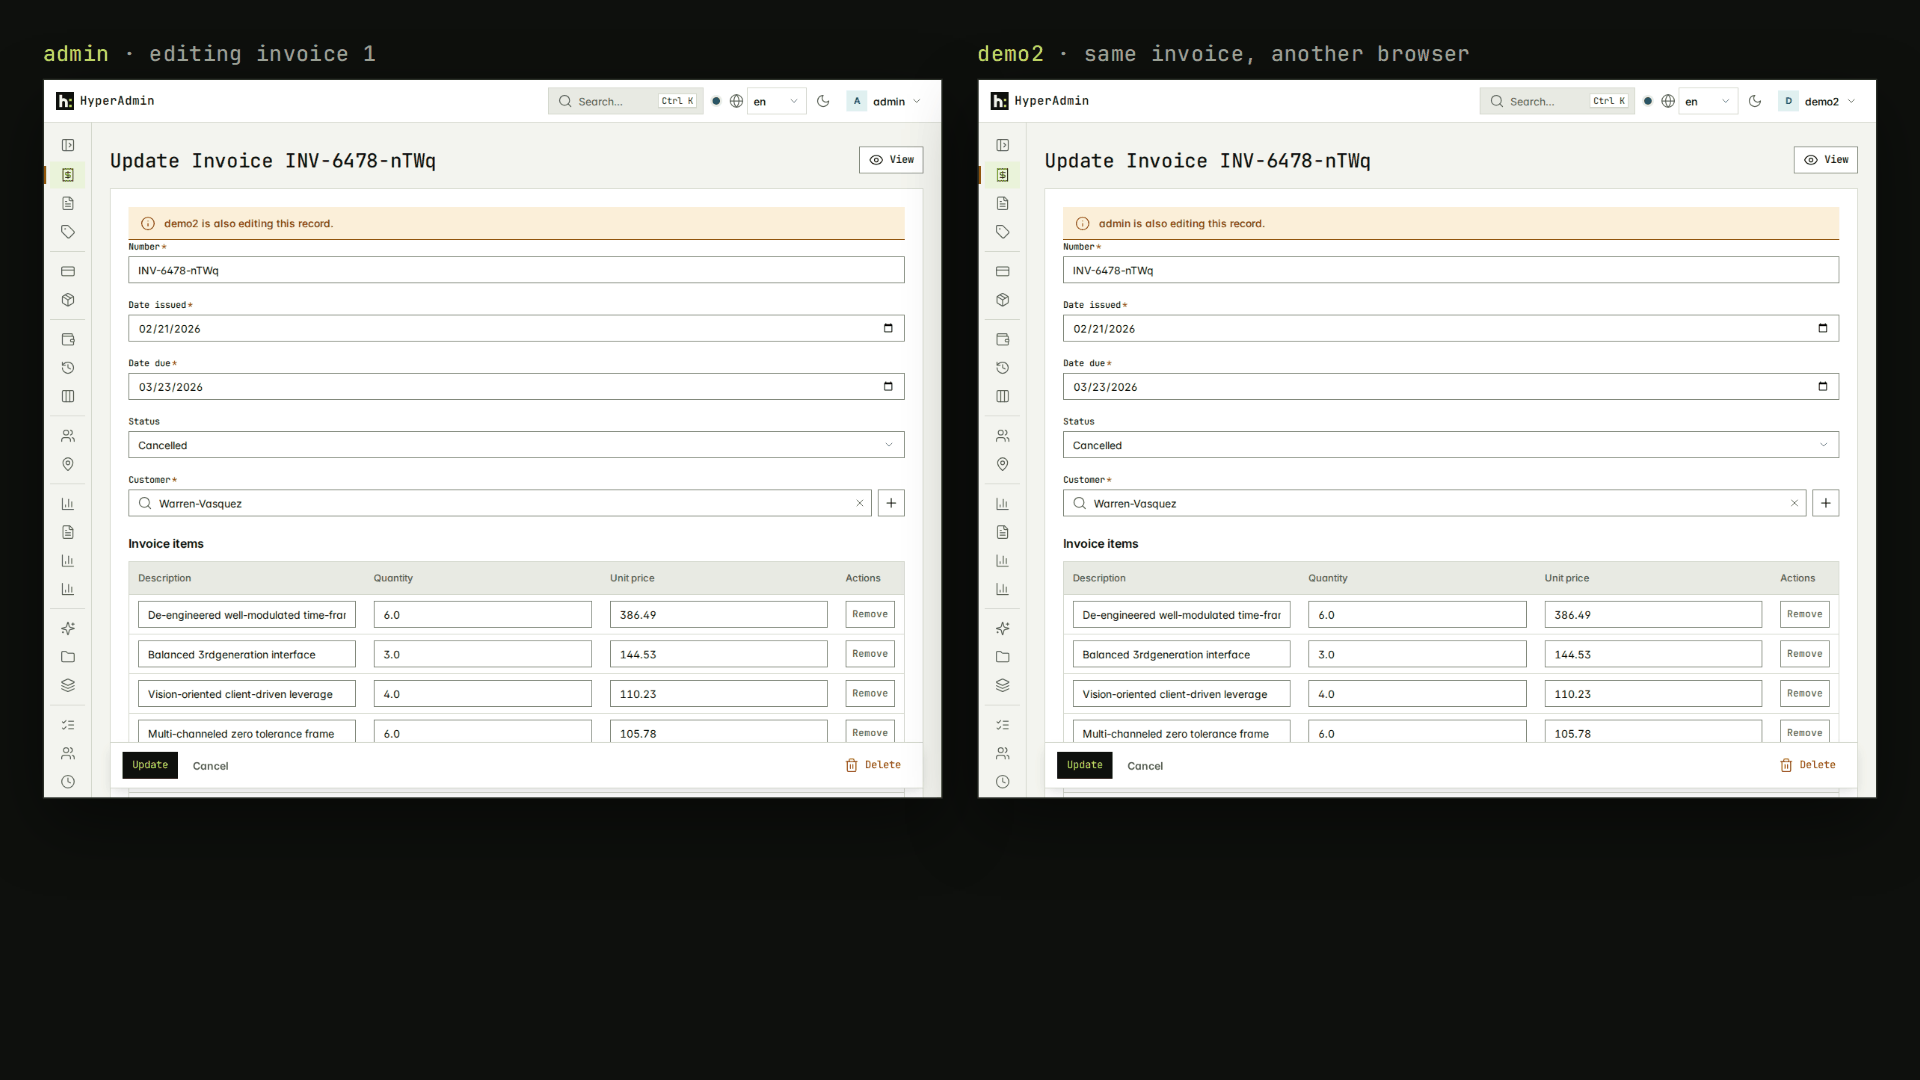 admin · editing invoice 1
HyperAdmin
Search...
Ctrl K
en
A
admin
Update Invoice INV-6478-nTWq
View
demo2 is also editing this record.
Number*
INV-6478-nTWq
Date issued*
02/21/2026
Date due*
03/23/2026
Status
Cancelled
Customer*
Warren-Vasquez
Invoice items
Description Quantity Unit price Actions
De-engineered well-modulated time-frar 6.0 386.49 Remove
Balanced 3rdgeneration interface 3.0 144.53 Remove
Vision-oriented client-driven leverage 4.0 110.23 Remove
Multi-channeled zero tolerance frame 6.0 105.78 Remove
Update Cancel Delete
demo2 · same invoice, another browser
HyperAdmin
Search...
Ctrl K
en
D
demo2
Update Invoice INV-6478-nTWq
View
admin is also editing this record.
Number*
INV-6478-nTWq
Date issued*
02/21/2026
Date due*
03/23/2026
Status
Cancelled
Customer*
Warren-Vasquez
Invoice items
Description Quantity Unit price Actions
De-engineered well-modulated time-frar 6.0 386.49 Remove
Balanced 3rdgeneration interface 3.0 144.53 Remove
Vision-oriented client-driven leverage 4.0 110.23 Remove
Multi-channeled zero tolerance frame 6.0 105.78 Remove
Update Cancel Delete